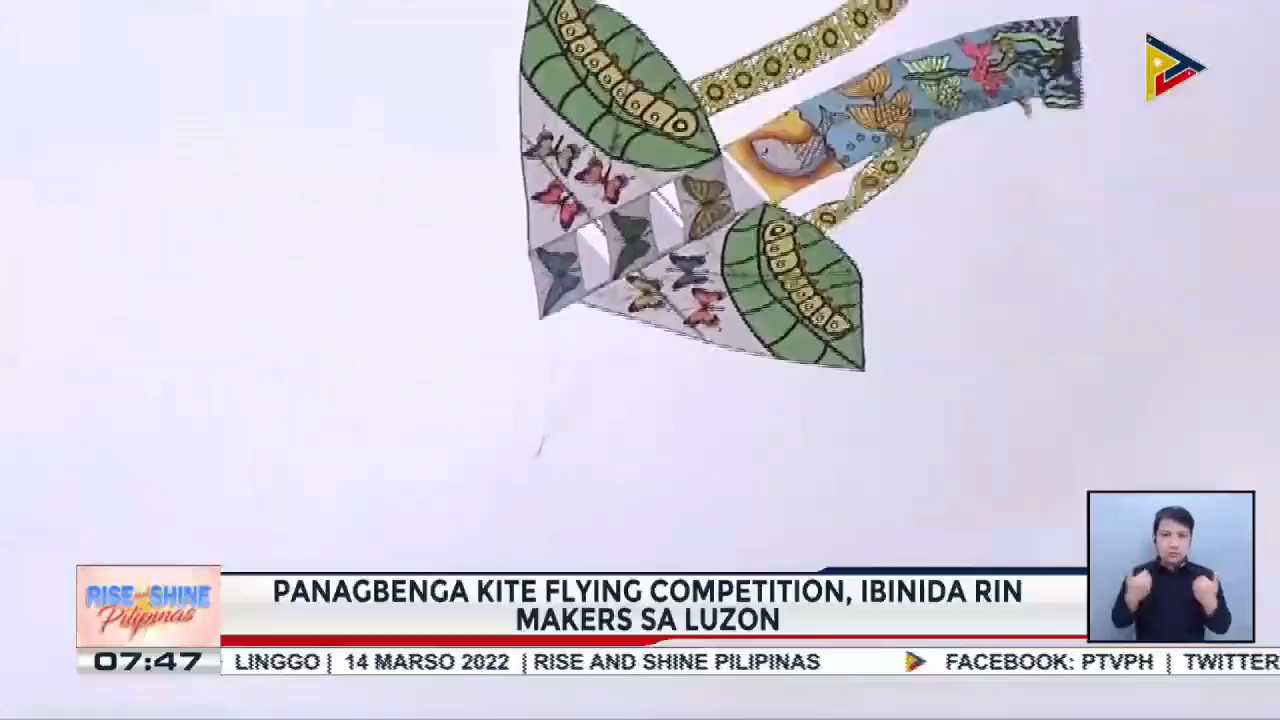 PANAGBENGA KITE FLYING COMPETITION, IBINIDA RIN
MAKERS SA LUZON
RISE and SHINE
Pilipinas
07:47
LINGGO | 14 MARSO 2022 | RISE AND SHINE PILIPINAS
FACEBOOK: PTVPH | TWITTER